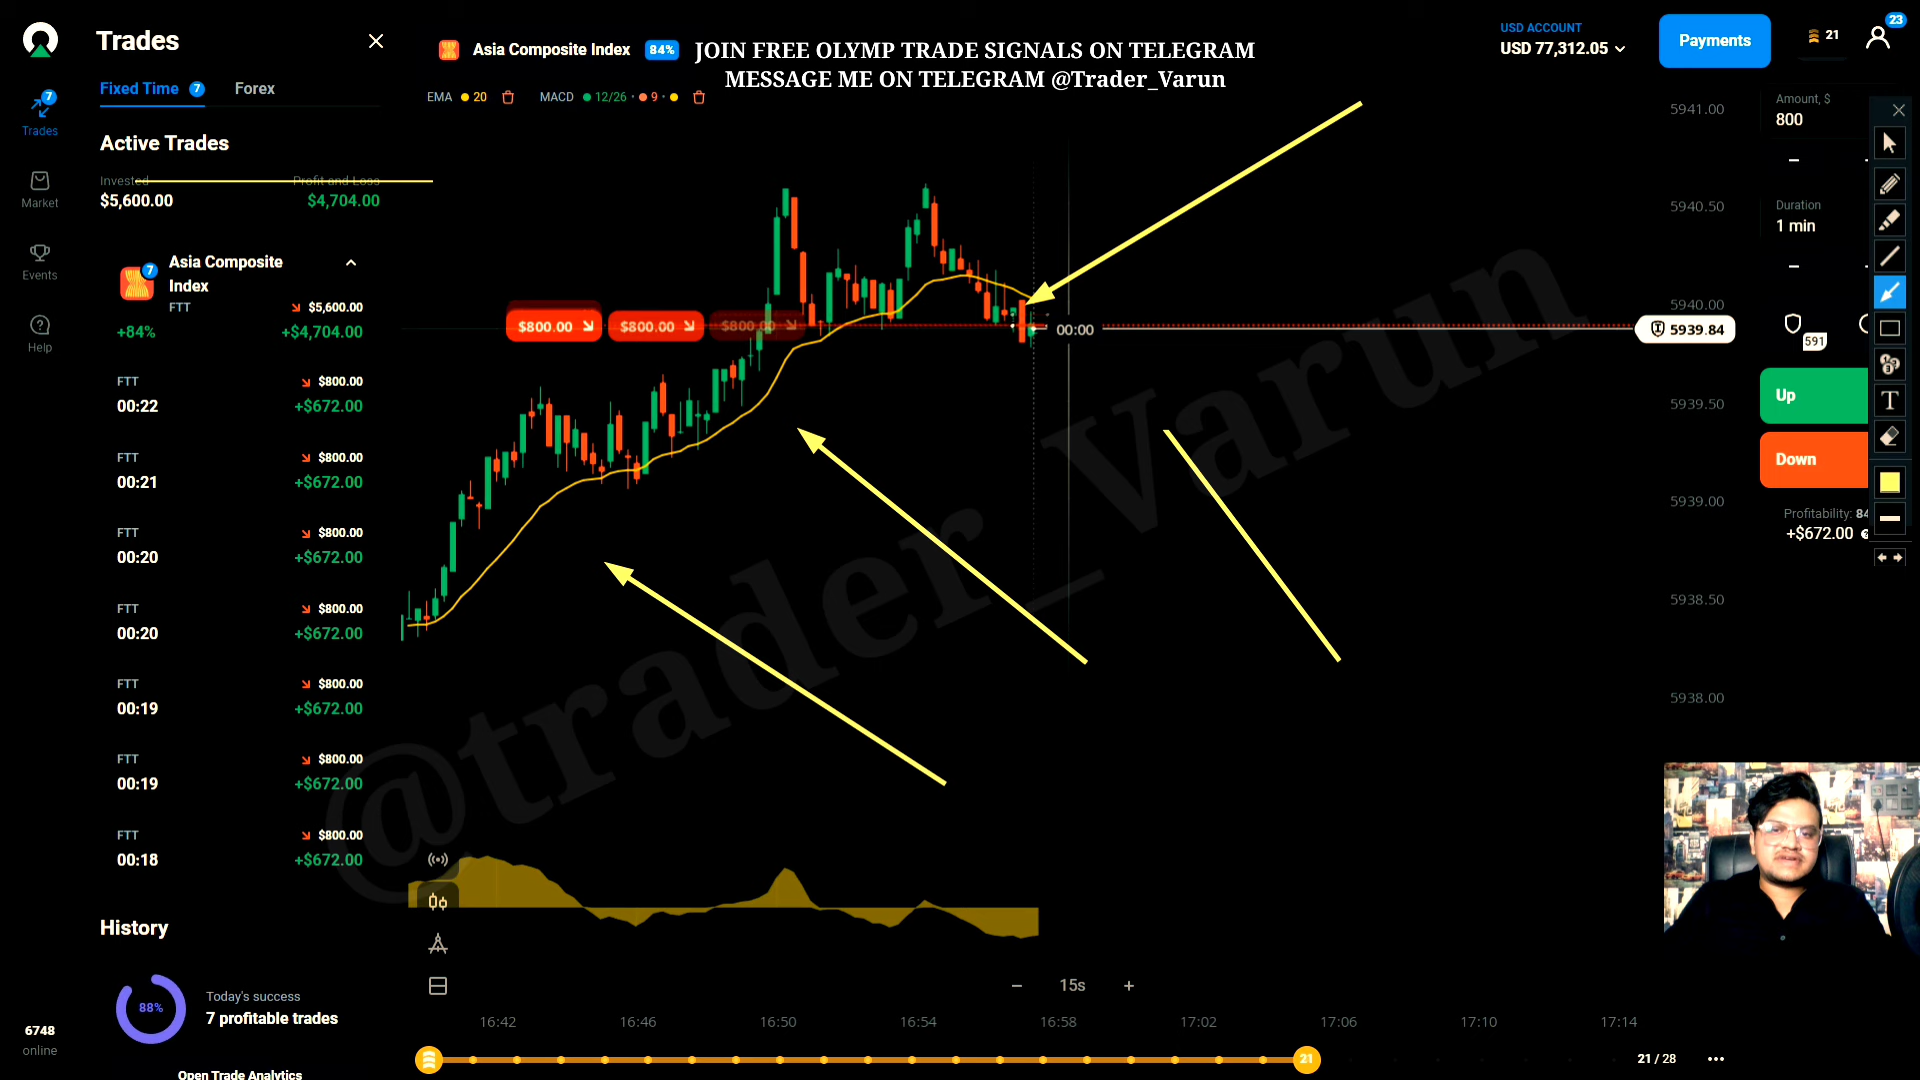 Trades
Asia Composite Index 84%
JOIN FREE OLYMP TRADE SIGNALS ON TELEGRAM
MESSAGE ME ON TELEGRAM @Trader_Varun
USD ACCOUNT
USD 77,312.05
Payments
21
23
Fixed Time 7
Forex
EMA 20
MACD 12/26 · 9 ·
7
Trades
Market
Events
Help
Active Trades
Invested
Profit and Loss
$5,600.00
$4,704.00
7
Asia Composite
Index
FTT
$5,600.00
+84%
+$4,704.00
FTT
$800.00
00:22
+$672.00
FTT
$800.00
00:21
+$672.00
FTT
$800.00
00:20
+$672.00
FTT
$800.00
00:20
+$672.00
FTT
$800.00
00:19
+$672.00
FTT
$800.00
00:19
+$672.00
FTT
$800.00
00:18
+$672.00
History
88%
Today's success
7 profitable trades
Open Trade Analytics
6748
online
$800.00
$800.00
$800.00
00:00
@trader_Varun
5941.00
5940.50
5940.00
5939.84
5939.50
5939.00
5938.50
5938.00
Amount, $
800
Duration
1 min
591
Up
Down
Profitability: 84
+$672.00
T
− 15s +
16:42
16:46
16:50
16:54
16:58
17:02
17:06
17:10
17:14
21
21 / 28